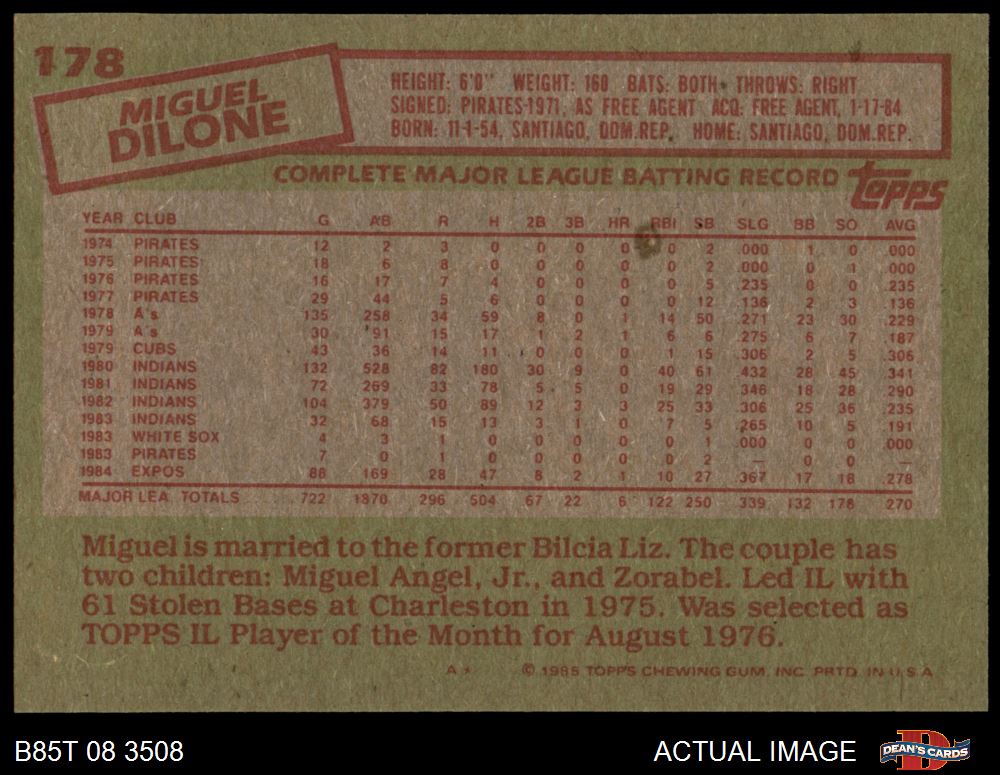 178
MIGUEL
DILONE
HEIGHT: 6'0" WEIGHT: 160 BATS: BOTH THROWS: RIGHT
SIGNED: PIRATES-1971, AS FREE AGENT ACQ: FREE AGENT, 1-17-84
BORN: 11-1-54, SANTIAGO, DOM.REP. HOME: SANTIAGO, DOM.REP.
COMPLETE MAJOR LEAGUE BATTING RECORD topps
YEAR CLUB G AB R H 2B 3B HR RBI SB SLG BB SO AVG
1974 PIRATES 12 2 3 0 0 0 0 0 2 .000 1 0 .000
1975 PIRATES 18 6 8 0 0 0 0 0 2 .000 0 1 .000
1976 PIRATES 16 17 7 4 0 0 0 0 5 .235 0 0 .235
1977 PIRATES 29 44 5 6 0 0 0 0 12 .136 2 3 .136
1978 A's 135 258 34 59 8 0 1 14 50 .271 23 30 .229
1979 A's 30 91 15 17 1 2 1 6 6 .275 6 7 .187
1979 CUBS 43 36 14 11 0 0 0 1 15 .306 2 5 .306
1980 INDIANS 132 528 82 180 30 9 0 40 61 .432 28 45 .341
1981 INDIANS 72 269 33 78 5 5 0 19 29 .346 18 28 .290
1982 INDIANS 104 379 50 89 12 3 3 25 33 .306 25 36 .235
1983 INDIANS 32 68 15 13 3 1 0 7 5 .265 10 5 .191
1983 WHITE SOX 4 3 1 0 0 0 0 0 1 .000 0 0 .000
1983 PIRATES 7 0 1 0 0 0 0 0 2 — 0 0 —
1984 EXPOS 88 169 28 47 8 2 1 10 27 .367 17 18 .278
MAJOR LEA. TOTALS 722 1870 296 504 67 22 6 122 250 .339 132 178 .270
Miguel is married to the former Bilcia Liz. The couple has
two children: Miguel Angel, Jr., and Zorabel. Led IL with
61 Stolen Bases at Charleston in 1975. Was selected as
TOPPS IL Player of the Month for August 1976.
A* © 1985 TOPPS CHEWING GUM, INC. PRTD. IN U.S.A.
B85T 08 3508 ACTUAL IMAGE DEAN'S CARDS